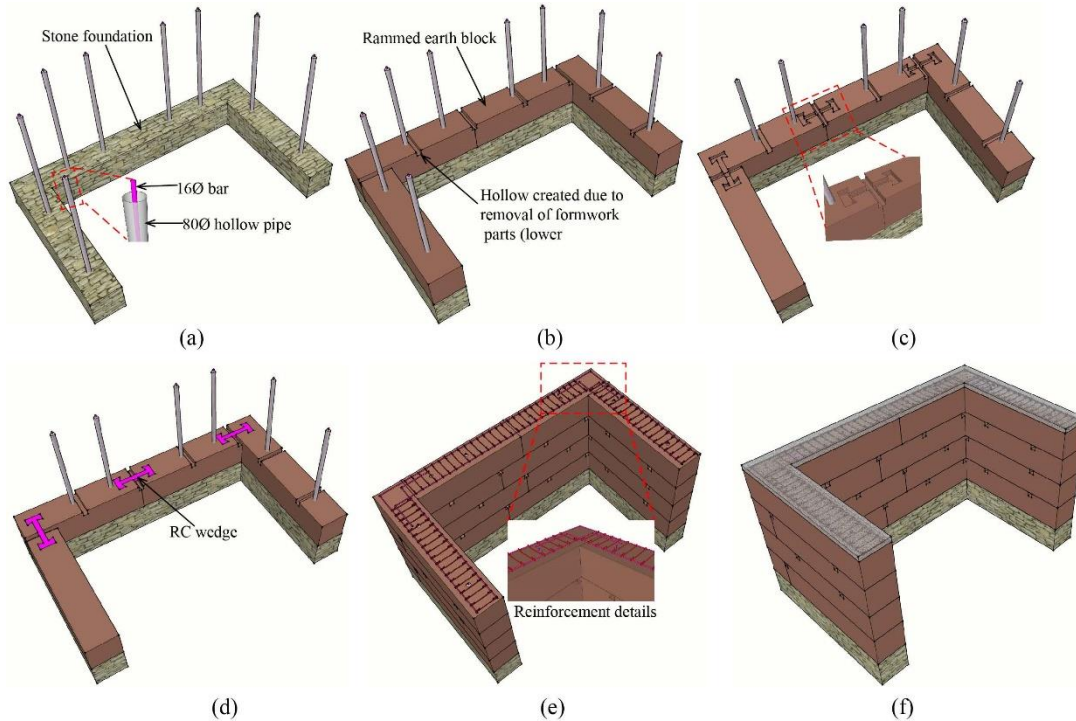 Stone foundation
16Ø bar
80Ø hollow pipe
(a)
Rammed earth block
Hollow created due to
removal of formwork
parts (lower
(b)
(c)
RC wedge
(d)
Reinforcement details
(e)
(f)